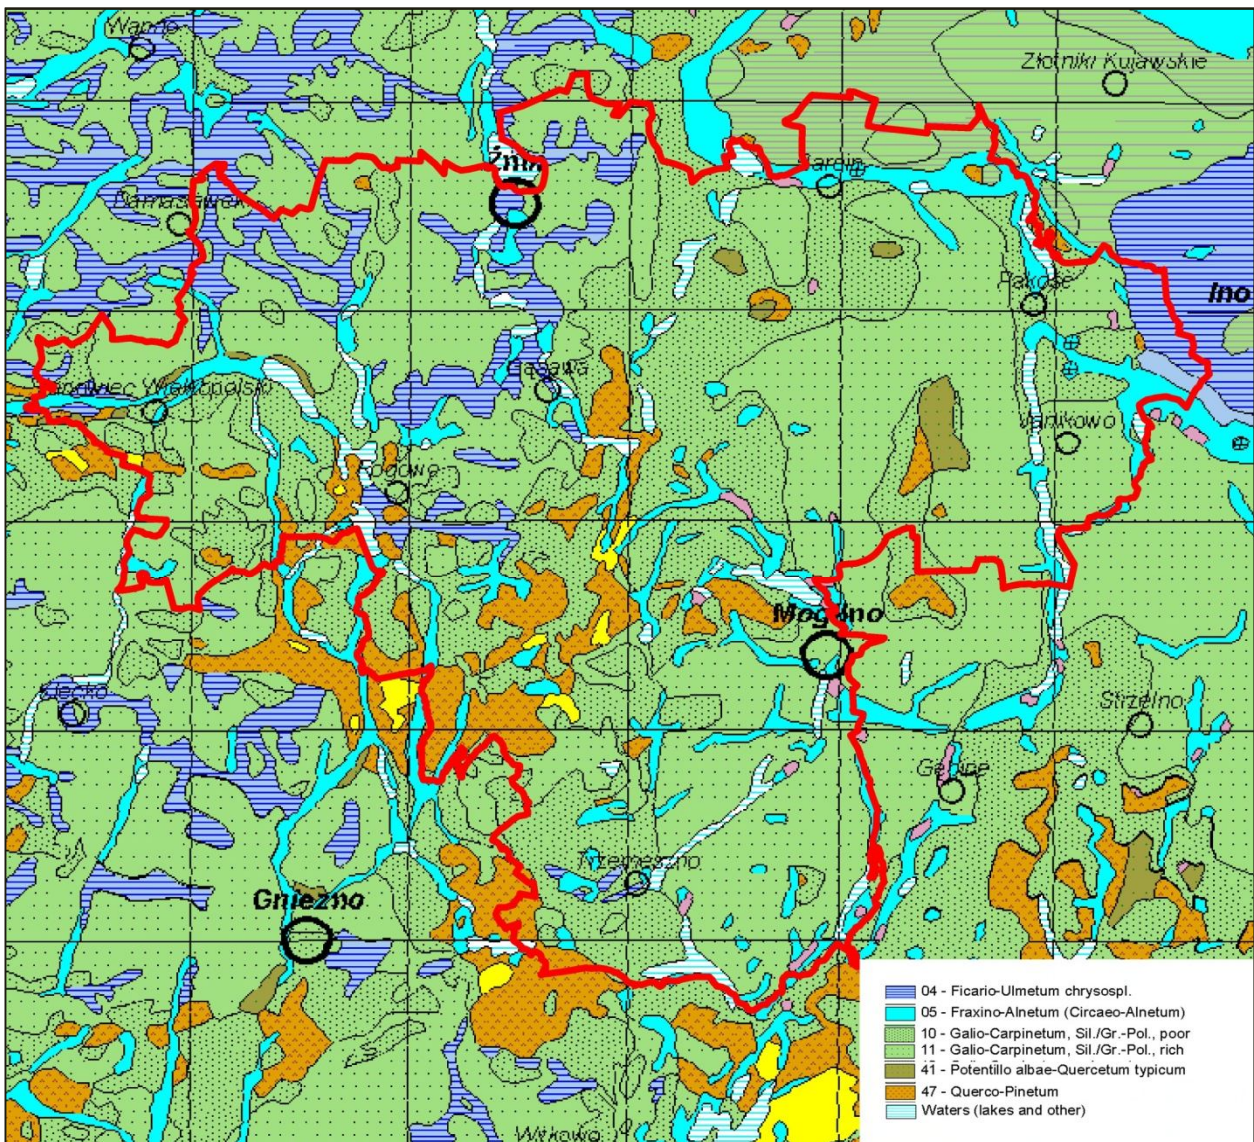 Złotniki Kujawskie
Żnin
Barcin
Pakość
Ino
Gąsawa
Janikowo
Rogowo
Mogilno
Kłecko
Strzelno
Gębice
Trzemeszno
Gniezno
Witkowo
04 - Ficario-Ulmetum chrysospl.
05 - Fraxino-Alnetum (Circaeo-Alnetum)
10 - Galio-Carpinetum, Sil./Gr.-Pol., poor
11 - Galio-Carpinetum, Sil./Gr.-Pol., rich
41 - Potentillo albae-Quercetum typicum
47 - Querco-Pinetum
Waters (lakes and other)